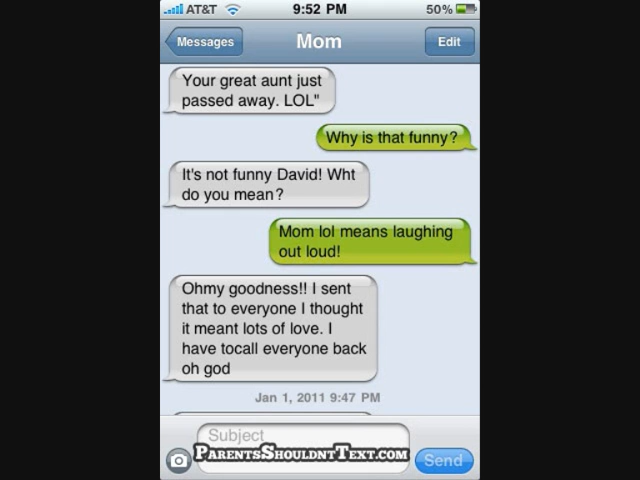 AT&T 9:52 PM 50%
Messages Mom Edit
Your great aunt just
passed away. LOL"
Why is that funny?
It's not funny David! Wht
do you mean?
Mom lol means laughing
out loud!
Ohmy goodness!! I sent
that to everyone I thought
it meant lots of love. I
have tocall everyone back
oh god
Jan 1, 2011 9:47 PM
Subject
PARENTSSHOULDNTTEXT.COM
Send